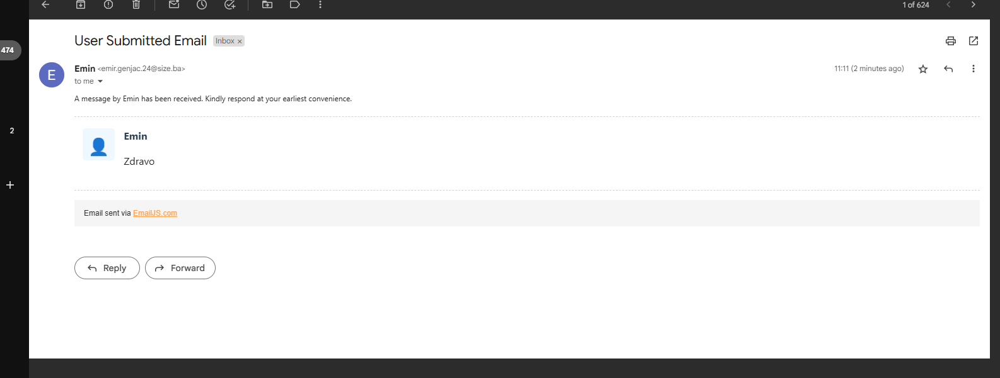 1 of 624
User Submitted Email Inbox ×
474
Emin <emir.genjac.24@size.ba> 11:11 (2 minutes ago)
E
to me
A message by Emin has been received. Kindly respond at your earliest convenience.
2
Emin
Zdravo
Email sent via EmailJS.com
Reply Forward